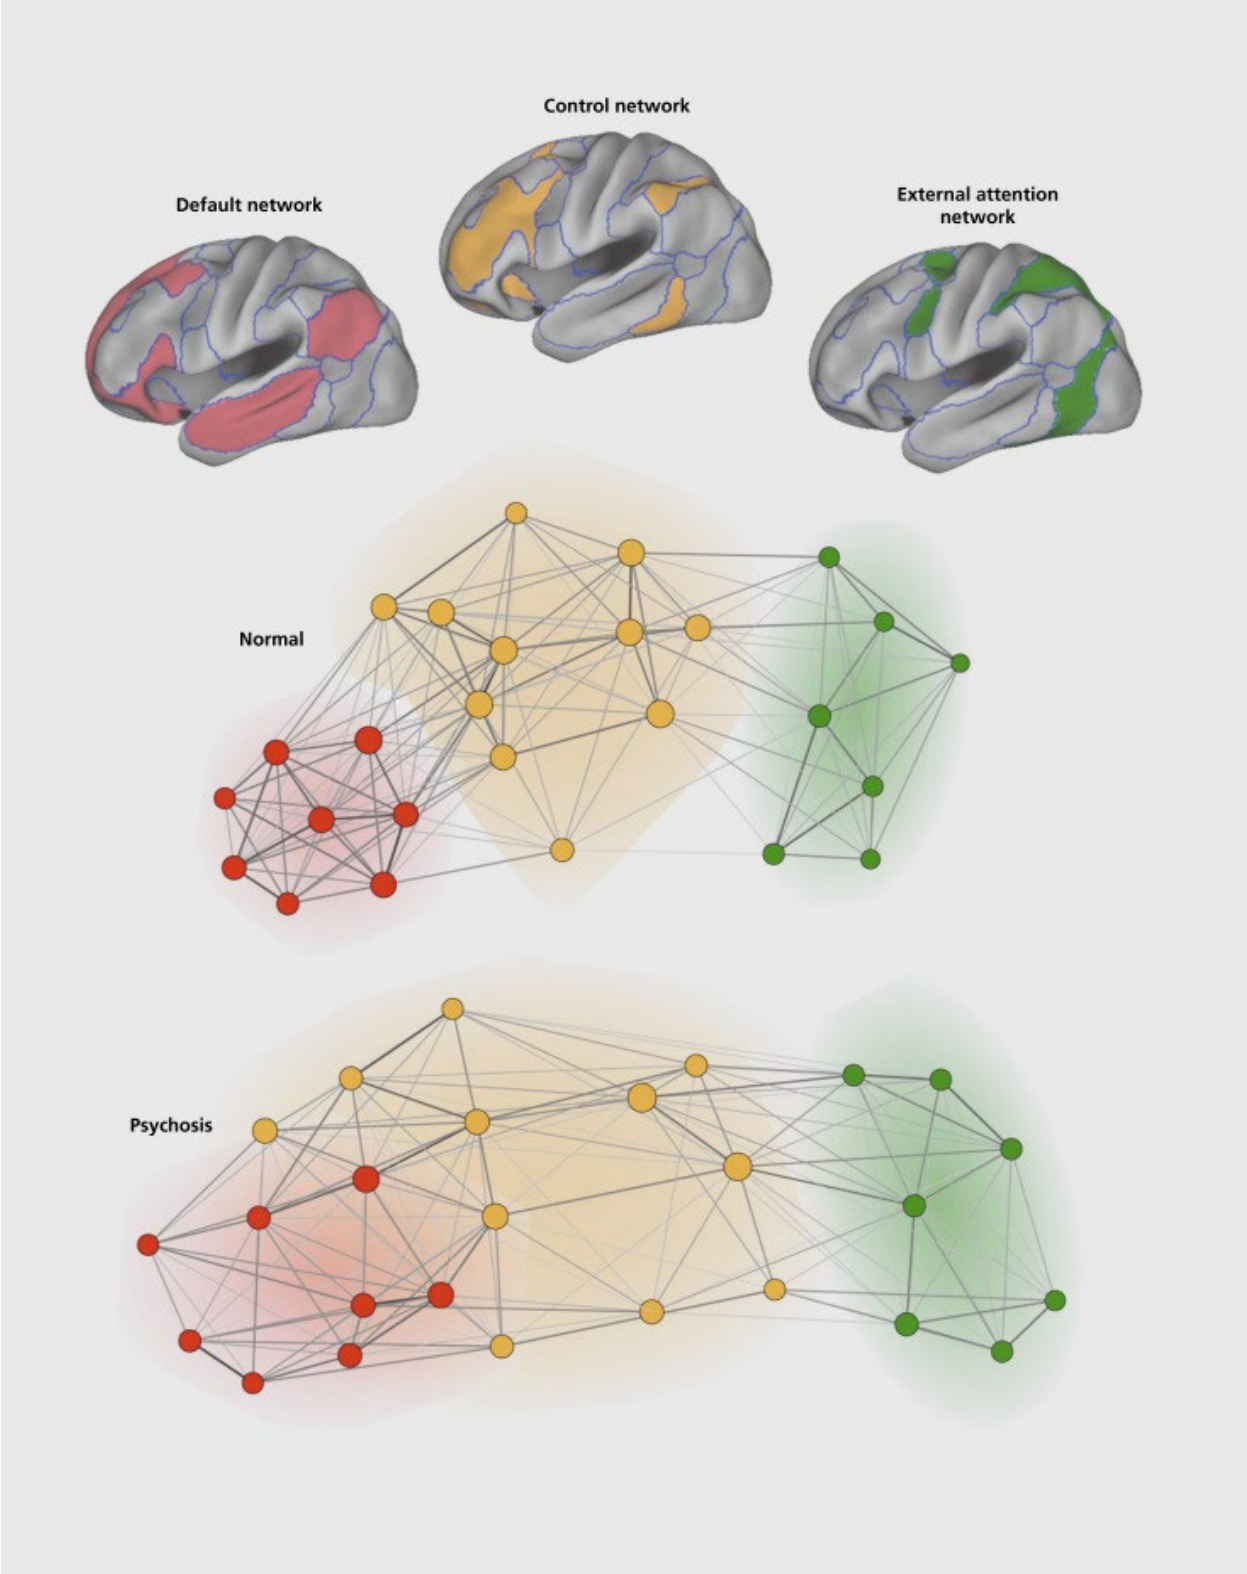 Control network
Default network
External attention
network
Normal
Psychosis